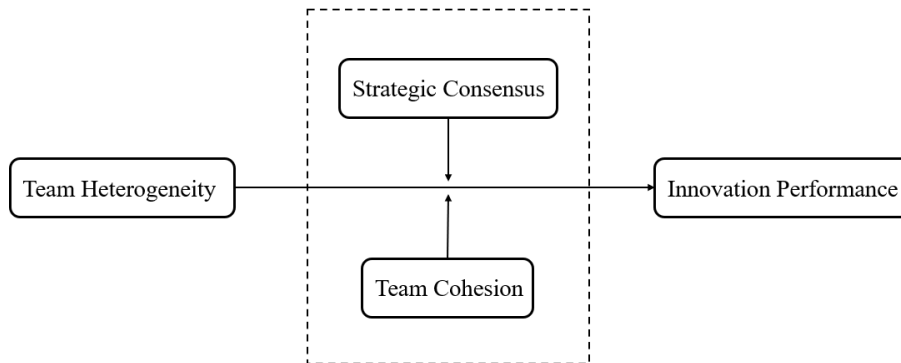 Strategic Consensus
Team Heterogeneity
Innovation Performance
Team Cohesion